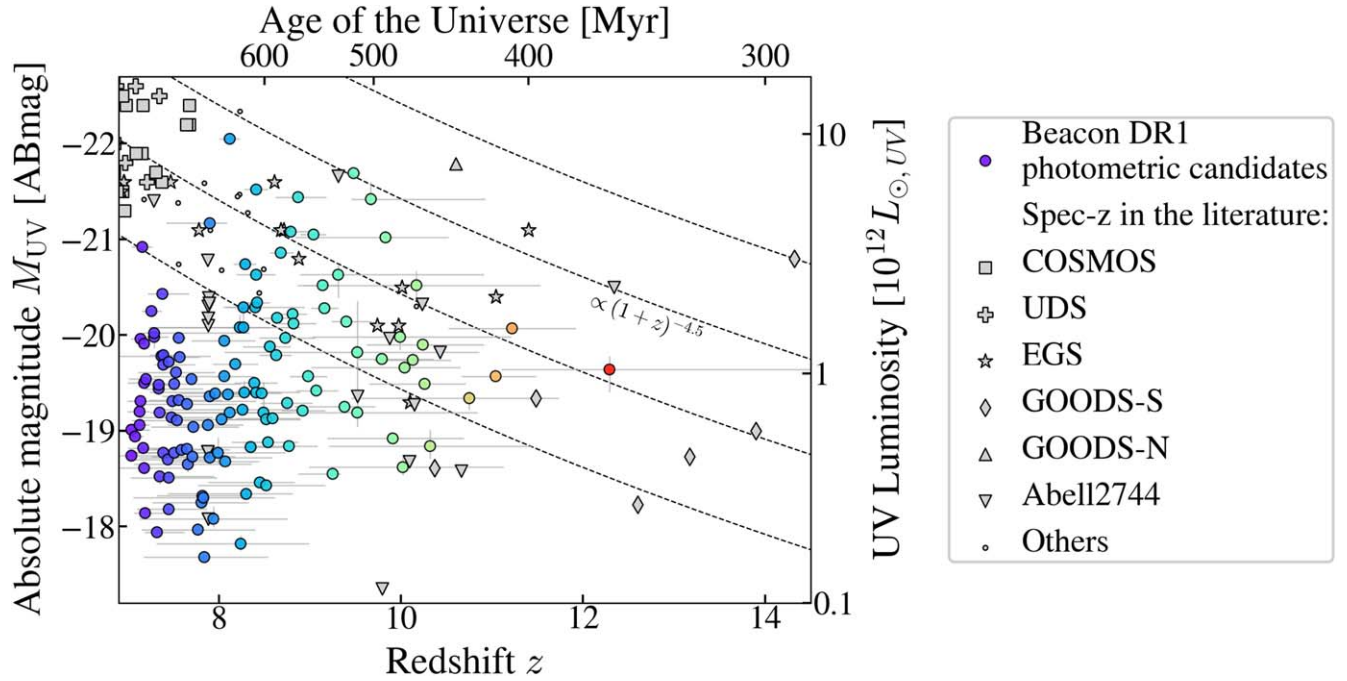 Age of the Universe [Myr]
600 500 400 300
Absolute magnitude M_UV [ABmag]
−22
−21
−20
−19
−18
∝ (1 + z)^−4.5
10
1
0.1
UV Luminosity [10^12 L_⊙,UV]
8 10 12 14
Redshift z
Beacon DR1
photometric candidates
Spec-z in the literature:
COSMOS
UDS
EGS
GOODS-S
GOODS-N
Abell2744
Others